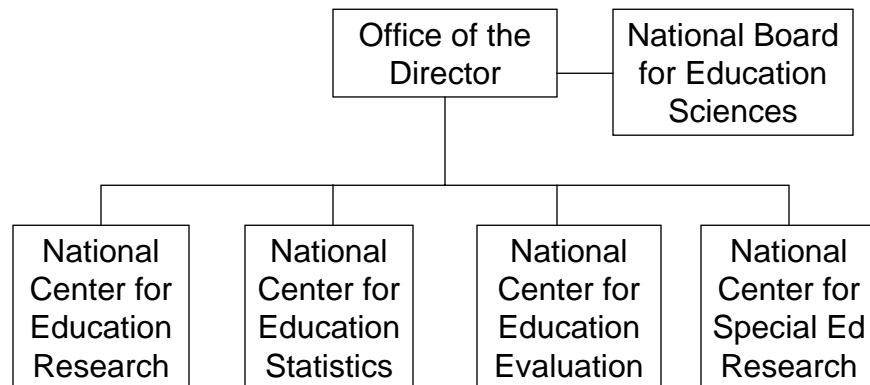 Office of the
Director
National Board
for Education
Sciences
National
Center for
Education
Research
National
Center for
Education
Statistics
National
Center for
Education
Evaluation
National
Center for
Special Ed
Research